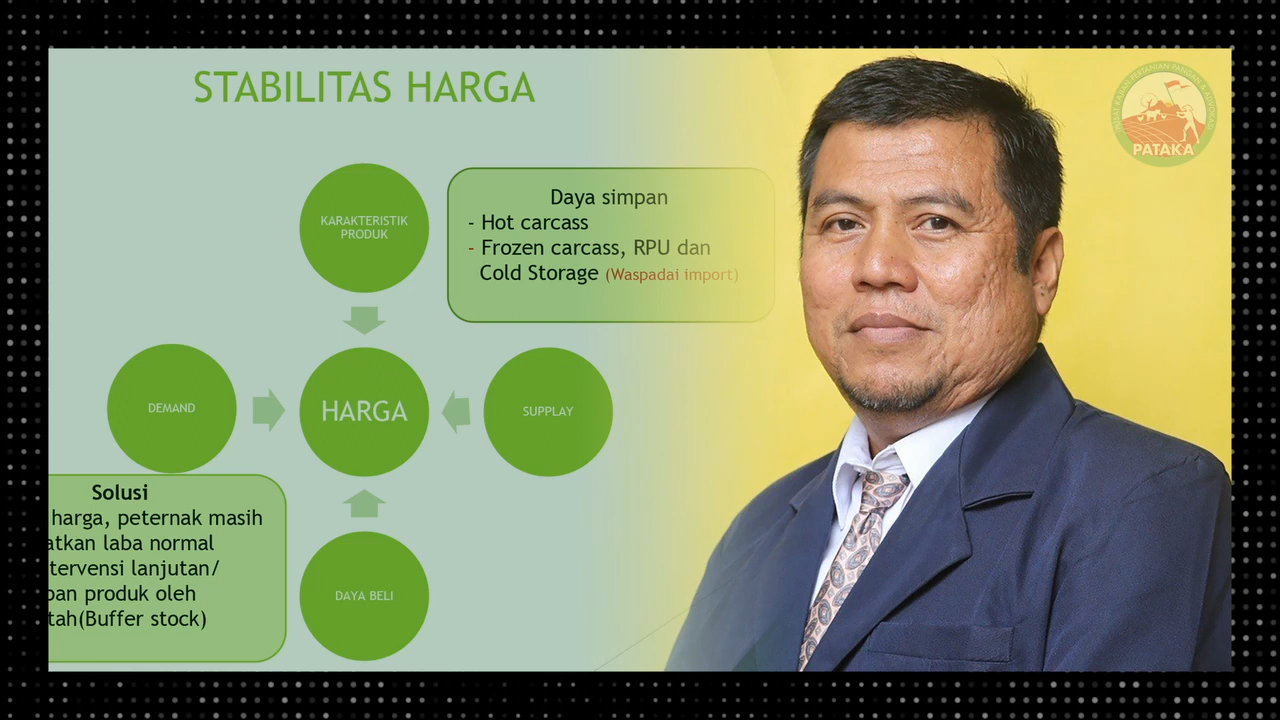 STABILITAS HARGA
KARAKTERISTIK
PRODUK
Daya simpan
- Hot carcass
- Frozen carcass, RPU dan
Cold Storage (Waspadai import)
DEMAND
HARGA
SUPPLAY
Solusi
harga, peternak masih
atkan laba normal
tervensi lanjutan/
pan produk oleh
tah(Buffer stock)
DAYA BELI
PATAKA